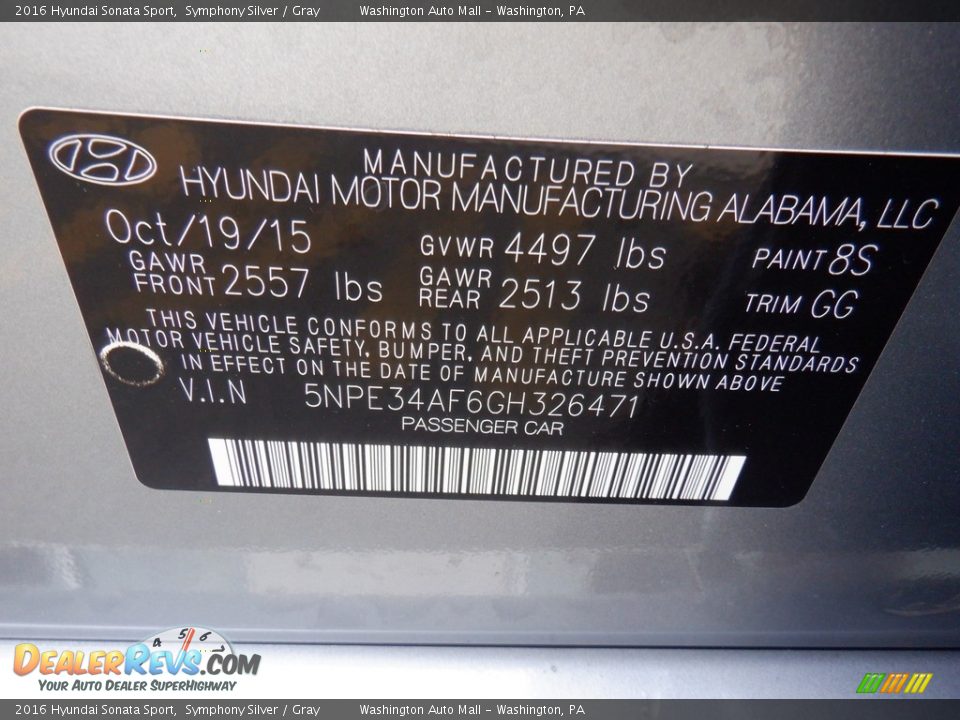 2016 Hyundai Sonata Sport, Symphony Silver / Gray Washington Auto Mall - Washington, PA
MANUFACTURED BY
HYUNDAI MOTOR MANUFACTURING ALABAMA, LLC
Oct/19/15 GVWR 4497 lbs PAINT 8S
GAWR FRONT 2557 lbs GAWR REAR 2513 lbs TRIM GG
THIS VEHICLE CONFORMS TO ALL APPLICABLE U.S.A. FEDERAL
MOTOR VEHICLE SAFETY, BUMPER, AND THEFT PREVENTION STANDARDS
IN EFFECT ON THE DATE OF MANUFACTURE SHOWN ABOVE
V.I.N 5NPE34AF6GH326471
PASSENGER CAR
4 5 6
DEALERREVS.COM
YOUR AUTO DEALER SUPERHIGHWAY
2016 Hyundai Sonata Sport, Symphony Silver / Gray Washington Auto Mall - Washington, PA